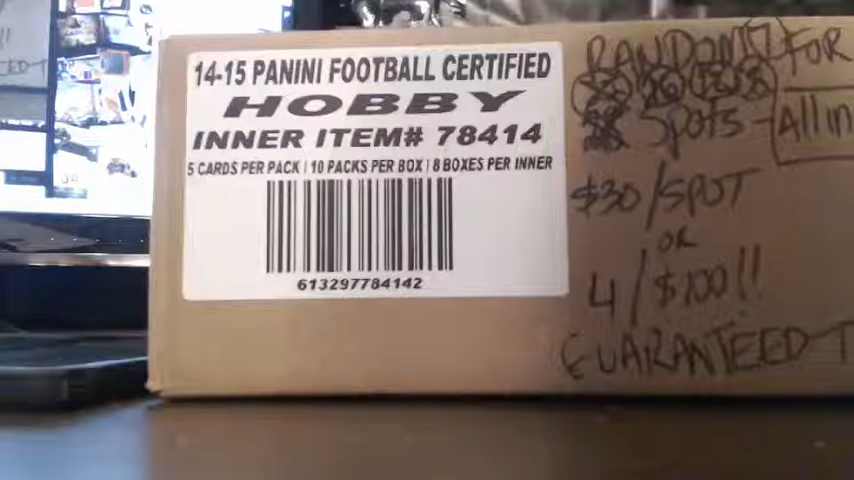 14-15 PANINI FOOTBALL CERTIFIED
HOBBY
INNER ITEM# 78414
5 CARDS PER PACK | 10 PACKS PER BOX | 8 BOXES PER INNER
613297784142
FOR
SPOTS - All in
$30/SPOT
OR
4/$100!!
GUARANTEED T